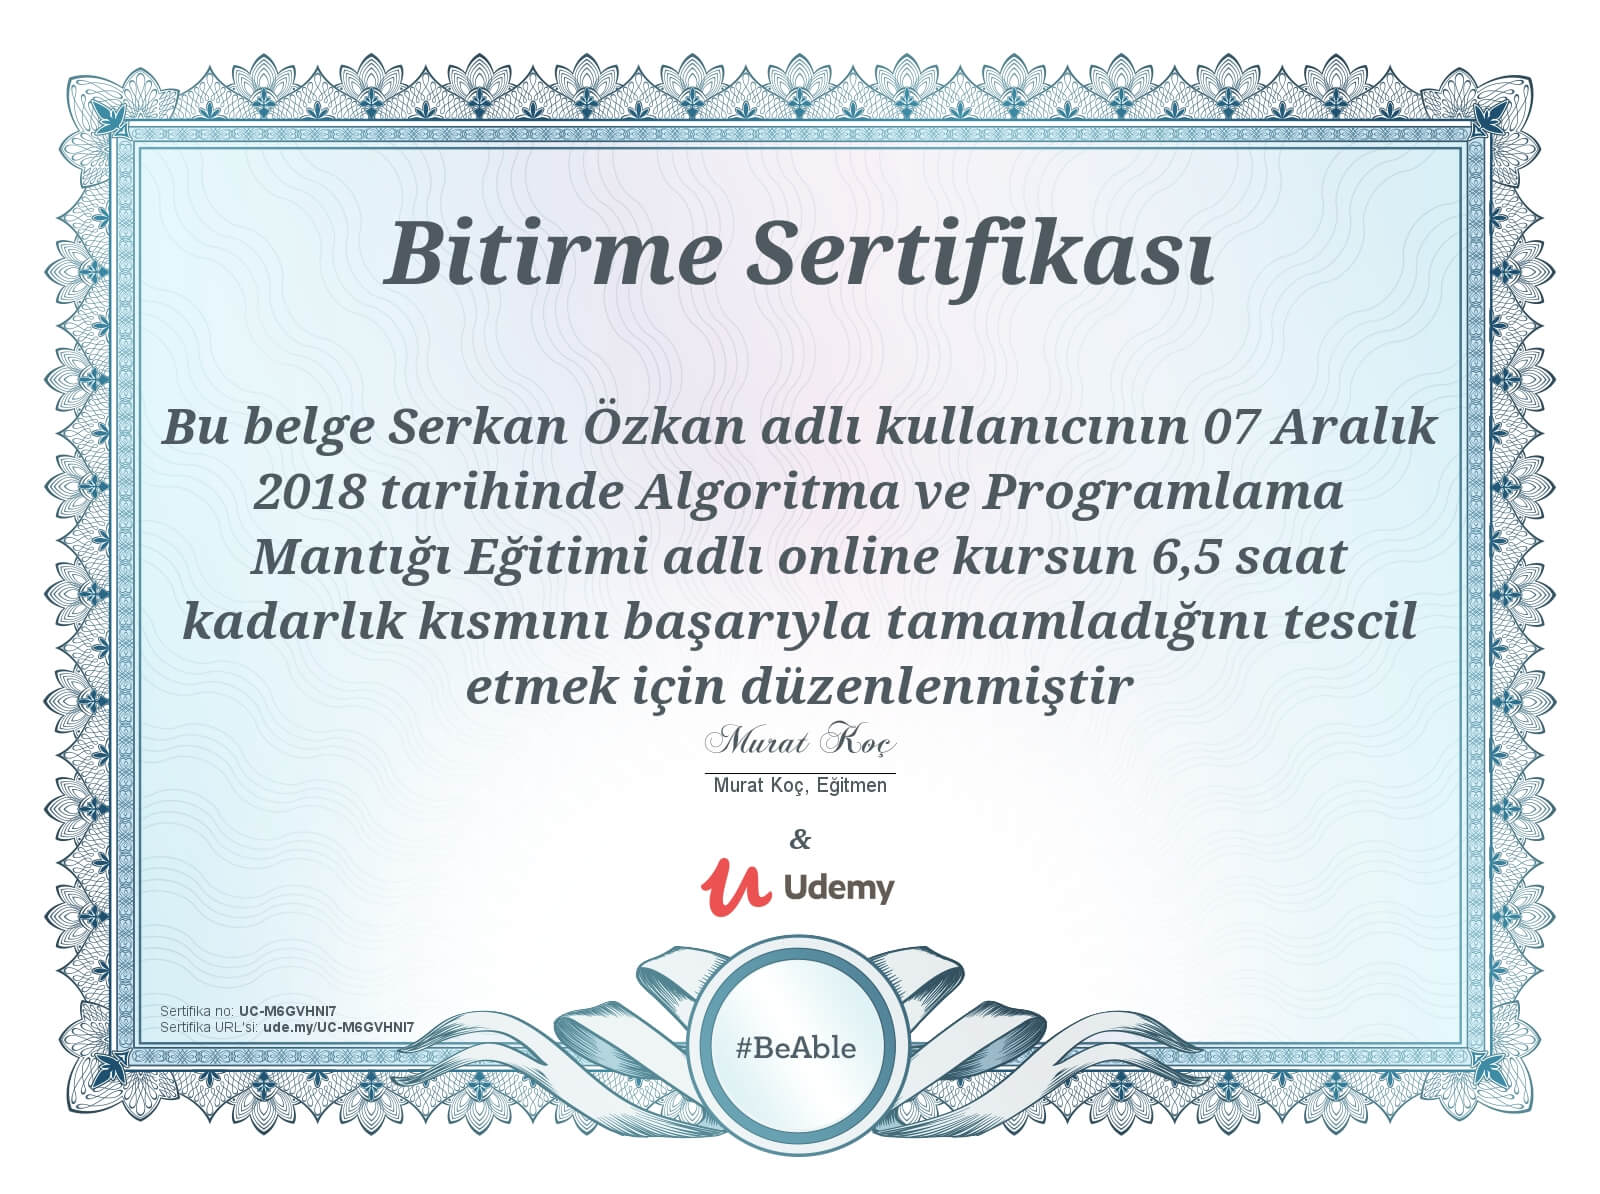 Bitirme Sertifikası
Bu belge Serkan Özkan adlı kullanıcının 07 Aralık
2018 tarihinde Algoritma ve Programlama
Mantığı Eğitimi adlı online kursun 6,5 saat
kadarlık kısmını başarıyla tamamladığını tescil
etmek için düzenlenmiştir
Murat Koç
Murat Koç, Eğitmen
&
Udemy
Sertifika no: UC-M6GVHNI7
Sertifika URL'si: ude.my/UC-M6GVHNI7
#BeAble